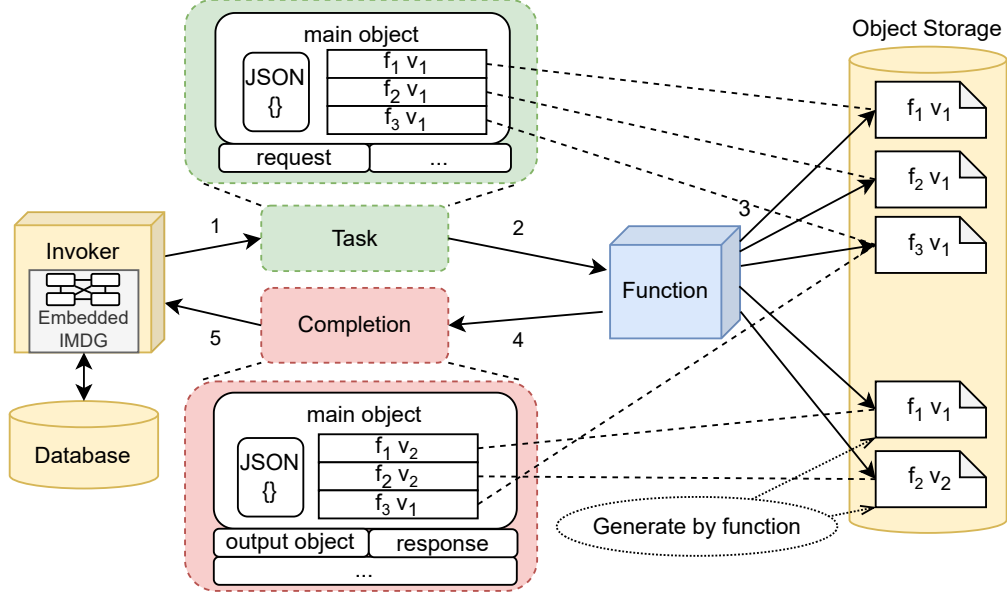 main object
JSON
{}
f1 v1
f2 v1
f3 v1
request
...
Object Storage
f1 v1
f2 v1
f3 v1
f1 v1
f2 v2
1
Task
2
3
Invoker
Embedded
IMDG
Function
5
Completion
4
Database
main object
JSON
{}
f1 v2
f2 v2
f3 v1
output object
response
...
Generate by function